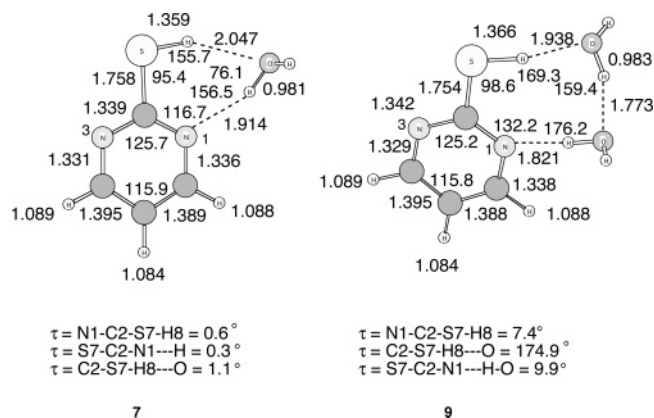 1.359
S H 2.047
155.7 O H
1.758 95.4 76.1
156.5 H 0.981
1.339 116.7 1.914
3 N N 1
125.7
1.331 1.336
115.9
H H
1.089 1.395 1.389 1.088
H
1.084
τ = N1-C2-S7-H8 = 0.6°
τ = S7-C2-N1---H = 0.3°
τ = C2-S7-H8---O = 1.1°
7
H
1.938 O
S H 0.983
169.3 H
1.754 98.6 159.4
1.773
1.342 132.2 176.2
3 N H O
125.2 N 1.821 H
1
1.329
115.8 1.338
H
1.089 1.395 1.388 H 1.088
H
1.084
τ = N1-C2-S7-H8 = 7.4°
τ = C2-S7-H8---O = 174.9°
τ = S7-C2-N1---H-O = 9.9°
9